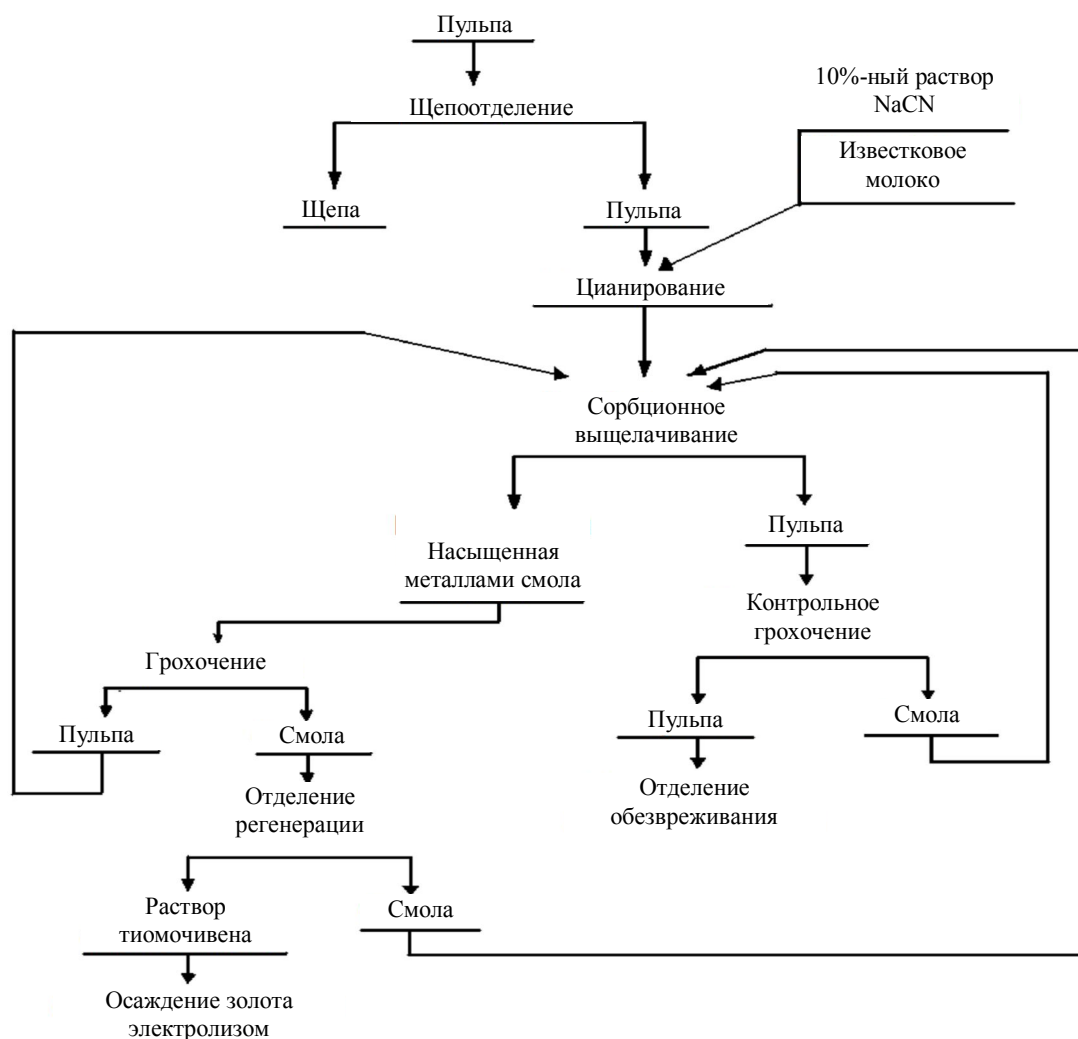 Пульпа
Щепоотделение
10%-ный раствор
NaCN
Известковое
молоко
Щепа
Пульпа
Цианирование
Сорбционное
выщелачивание
Насыщенная
металлами смола
Пульпа
Контрольное
грохочение
Грохочение
Пульпа
Смола
Пульпа
Смола
Отделение
регенерации
Отделение
обезвреживания
Раствор
тиомочивена
Смола
Осаждение золота
электролизом